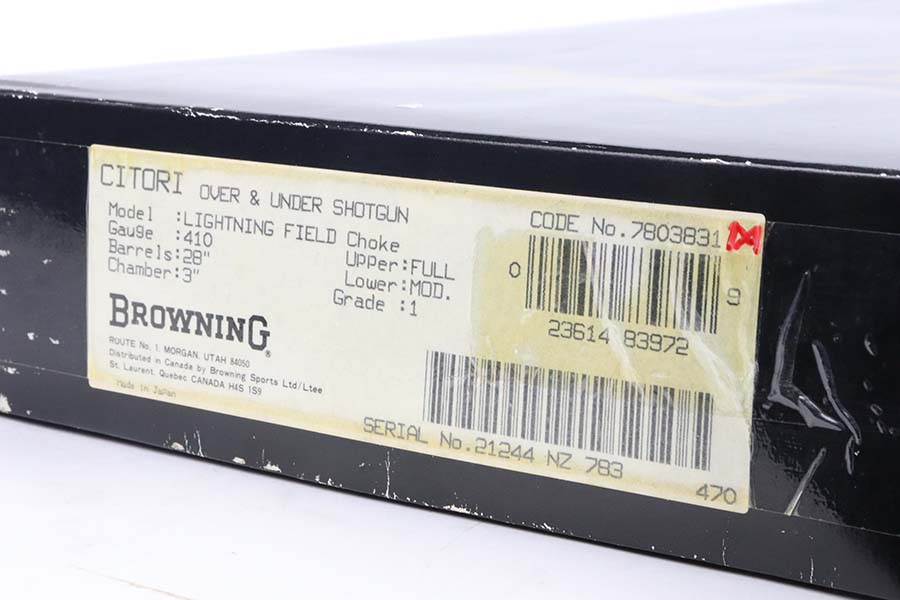 CITORI OVER & UNDER SHOTGUN
Model :LIGHTNING FIELD
Gauge :410
Barrels:28"
Chamber:3"
Choke
Upper:FULL
Lower:MOD.
Grade :1
BROWNING®
ROUTE No. 1, MORGAN, UTAH 84050
Distributed in Canada by Browning Sports Ltd/Ltee
St. Laurent, Quebec CANADA H4S 1S9
Made in Japan
CODE No.7803831
0 9
23614 83972
SERIAL No.21244 NZ 783
470